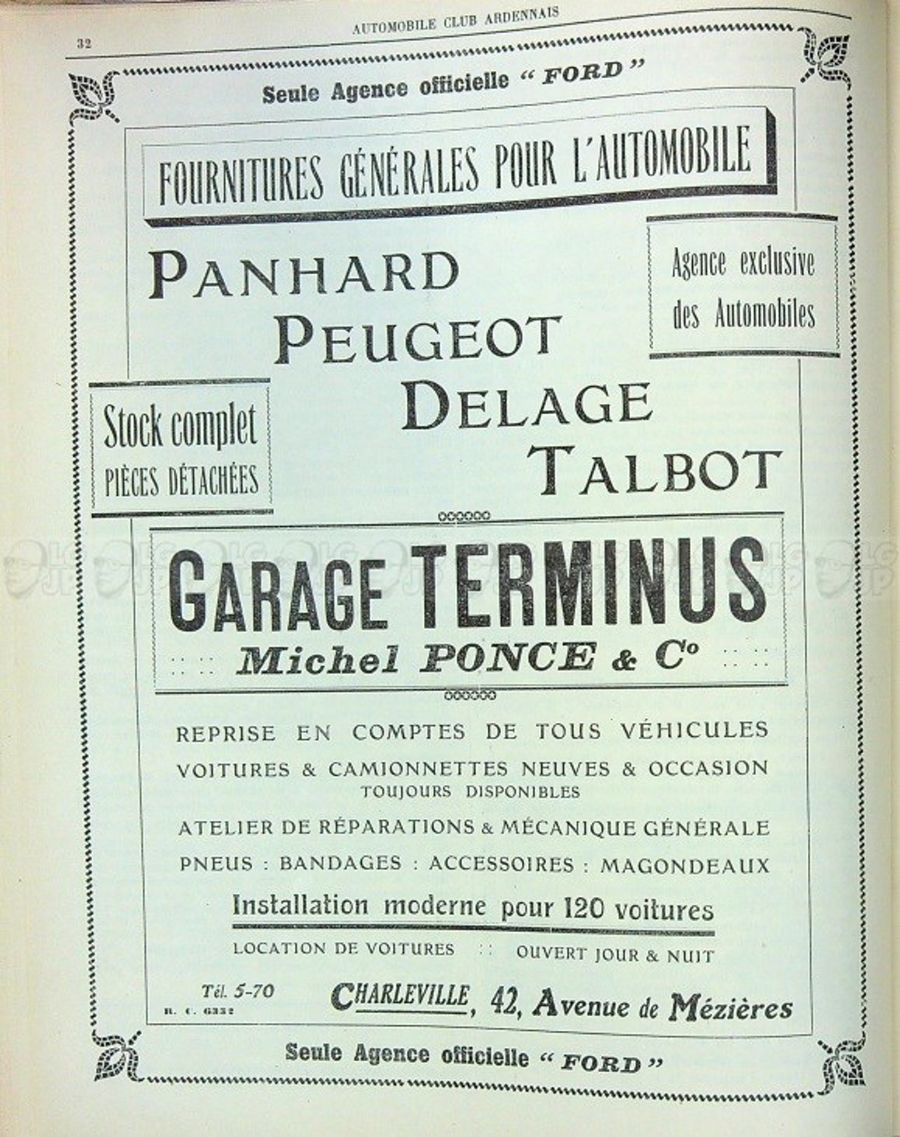 32
AUTOMOBILE CLUB ARDENNAIS
Seule Agence officielle “ FORD ”
FOURNITURES GÉNÉRALES POUR L'AUTOMOBILE
Agence exclusive
des Automobiles
PANHARD
PEUGEOT
DELAGE
TALBOT
Stock complet
PIÈCES DÉTACHÉES
GARAGE TERMINUS
Michel PONCE & Cº
REPRISE EN COMPTES DE TOUS VÉHICULES
VOITURES & CAMIONNETTES NEUVES & OCCASION
TOUJOURS DISPONIBLES
ATELIER DE RÉPARATIONS & MÉCANIQUE GÉNÉRALE
PNEUS : BANDAGES : ACCESSOIRES : MAGONDEAUX
Installation moderne pour 120 voitures
LOCATION DE VOITURES :: OUVERT JOUR & NUIT
Tél. 5-70
R. C. 6352
CHARLEVILLE, 42, Avenue de Mézières
Seule Agence officielle “ FORD ”